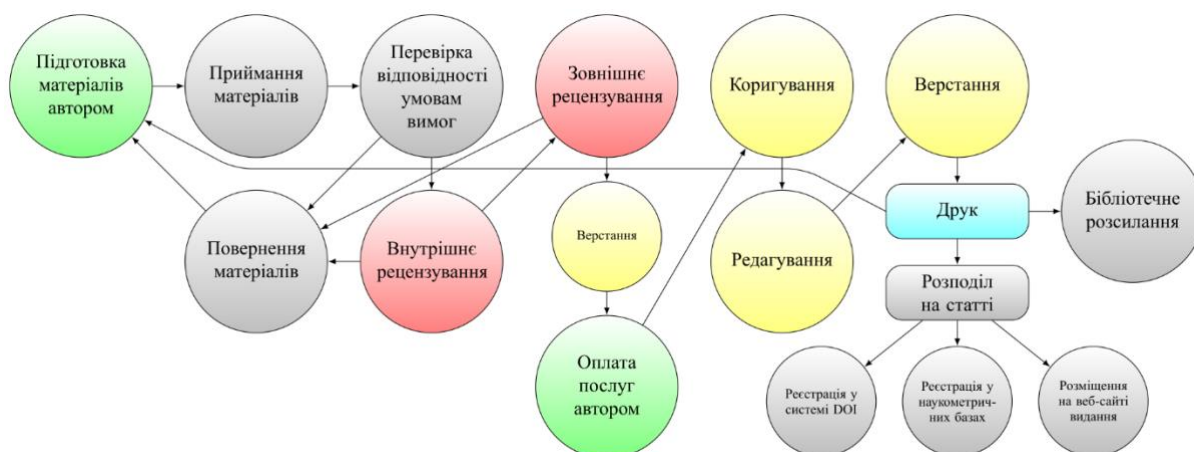 Підготовка
матеріалів
автором
Приймання
матеріалів
Перевірка
відповідності
умовам
вимог
Зовнішнє
рецензування
Коригування
Верстання
Повернення
матеріалів
Внутрішнє
рецензування
Верстання
Редагування
Друк
Бібліотечне
розсилання
Розподіл
на статті
Оплата
послуг
автором
Реєстрація у
системі DOI
Реєстрація у
наукометрич-
них базах
Розміщення
на веб-сайті
видання